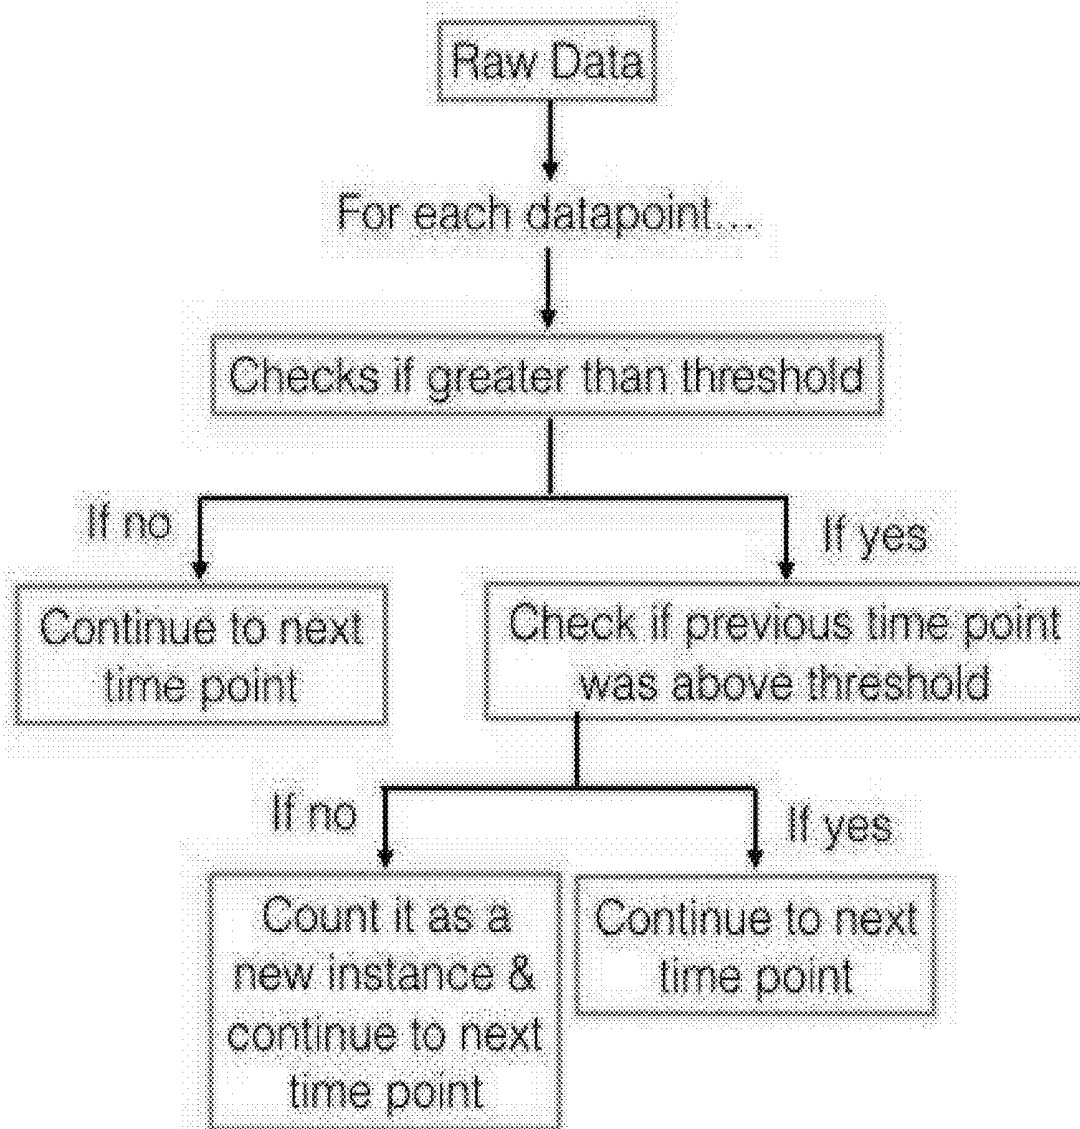 Raw Data
For each datapoint...
Checks if greater than threshold
If no
If yes
Continue to next
time point
Check if previous time point
was above threshold
If no
If yes
Count it as a
new instance &
continue to next
time point
Continue to next
time point